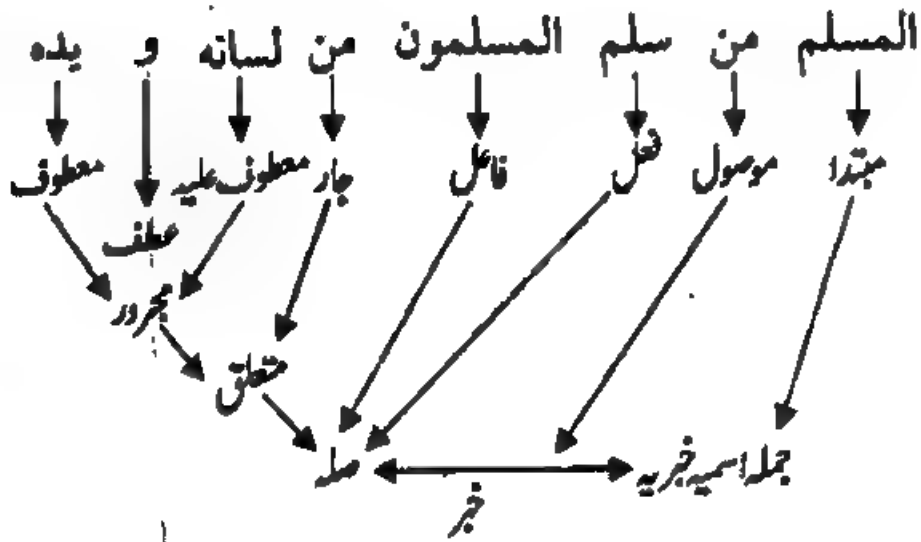 المسلم من سلم المسلمون من لسانه و يده
مبتدا موصول فعل فاعل جار معطوف علیہ معطوف
عطف
مجرور
متعلق
جملہ اسمیہ خبریہ صلہ
خبر